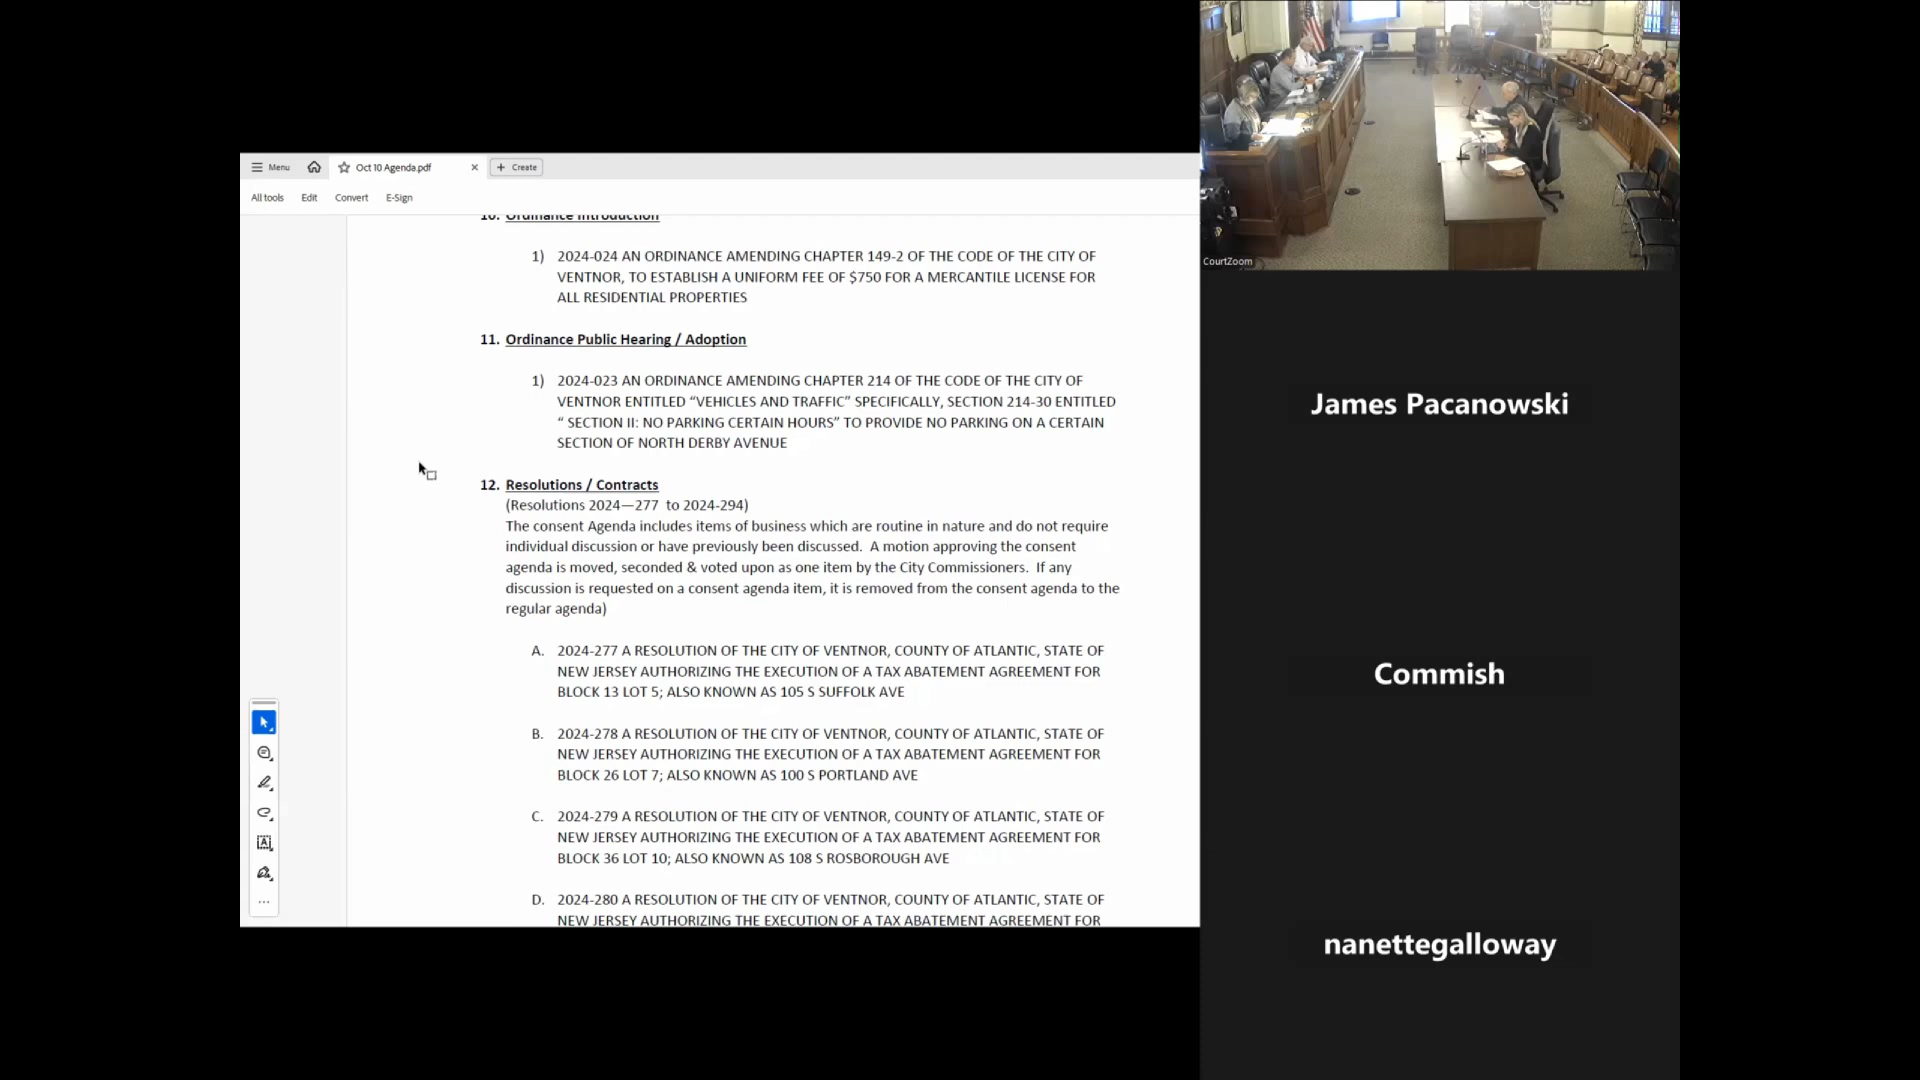 Menu
Oct 10 Agenda.pdf
Create
All tools
Edit
Convert
E-Sign
10. Ordinance Introduction
1) 2024-024 AN ORDINANCE AMENDING CHAPTER 149-2 OF THE CODE OF THE CITY OF
VENTNOR, TO ESTABLISH A UNIFORM FEE OF $750 FOR A MERCANTILE LICENSE FOR
ALL RESIDENTIAL PROPERTIES
11. Ordinance Public Hearing / Adoption
1) 2024-023 AN ORDINANCE AMENDING CHAPTER 214 OF THE CODE OF THE CITY OF
VENTNOR ENTITLED “VEHICLES AND TRAFFIC” SPECIFICALLY, SECTION 214-30 ENTITLED
“ SECTION II: NO PARKING CERTAIN HOURS” TO PROVIDE NO PARKING ON A CERTAIN
SECTION OF NORTH DERBY AVENUE
12. Resolutions / Contracts
(Resolutions 2024—277 to 2024-294)
The consent Agenda includes items of business which are routine in nature and do not require
individual discussion or have previously been discussed. A motion approving the consent
agenda is moved, seconded & voted upon as one item by the City Commissioners. If any
discussion is requested on a consent agenda item, it is removed from the consent agenda to the
regular agenda)
A. 2024-277 A RESOLUTION OF THE CITY OF VENTNOR, COUNTY OF ATLANTIC, STATE OF
NEW JERSEY AUTHORIZING THE EXECUTION OF A TAX ABATEMENT AGREEMENT FOR
BLOCK 13 LOT 5; ALSO KNOWN AS 105 S SUFFOLK AVE
B. 2024-278 A RESOLUTION OF THE CITY OF VENTNOR, COUNTY OF ATLANTIC, STATE OF
NEW JERSEY AUTHORIZING THE EXECUTION OF A TAX ABATEMENT AGREEMENT FOR
BLOCK 26 LOT 7; ALSO KNOWN AS 100 S PORTLAND AVE
C. 2024-279 A RESOLUTION OF THE CITY OF VENTNOR, COUNTY OF ATLANTIC, STATE OF
NEW JERSEY AUTHORIZING THE EXECUTION OF A TAX ABATEMENT AGREEMENT FOR
BLOCK 36 LOT 10; ALSO KNOWN AS 108 S ROSBOROUGH AVE
D. 2024-280 A RESOLUTION OF THE CITY OF VENTNOR, COUNTY OF ATLANTIC, STATE OF
NEW JERSEY AUTHORIZING THE EXECUTION OF A TAX ABATEMENT AGREEMENT FOR
CourtZoom
James Pacanowski
Commish
nanettegalloway